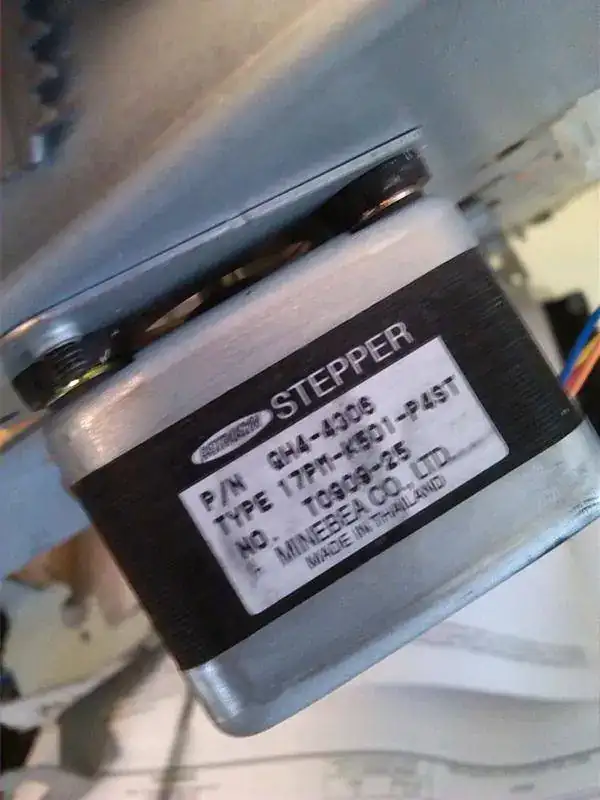 STEPPER
P/N QH4-4306
TYPE 17PM-K501-P4ST
NO. T0909-25
MINEBEA CO., LTD.
MADE IN THAILAND